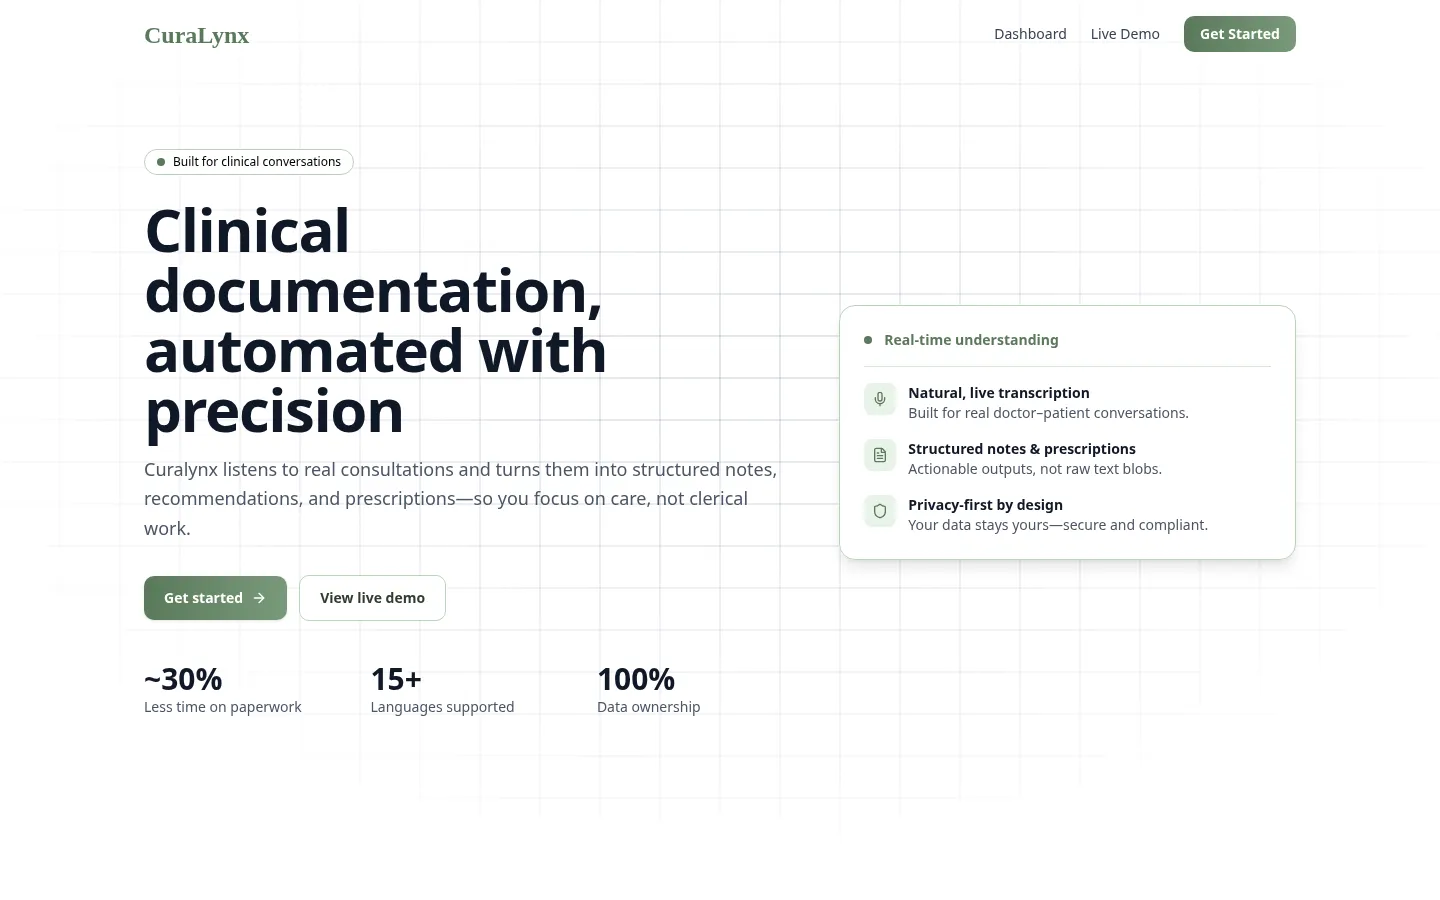 CuraLynx
Dashboard
Live Demo
Get Started
Built for clinical conversations
Clinical
documentation,
automated with
precision
Curalynx listens to real consultations and turns them into structured notes,
recommendations, and prescriptions—so you focus on care, not clerical
work.
Get started →
View live demo
~30%
Less time on paperwork
15+
Languages supported
100%
Data ownership
Real-time understanding
Natural, live transcription
Built for real doctor–patient conversations.
Structured notes & prescriptions
Actionable outputs, not raw text blobs.
Privacy-first by design
Your data stays yours—secure and compliant.